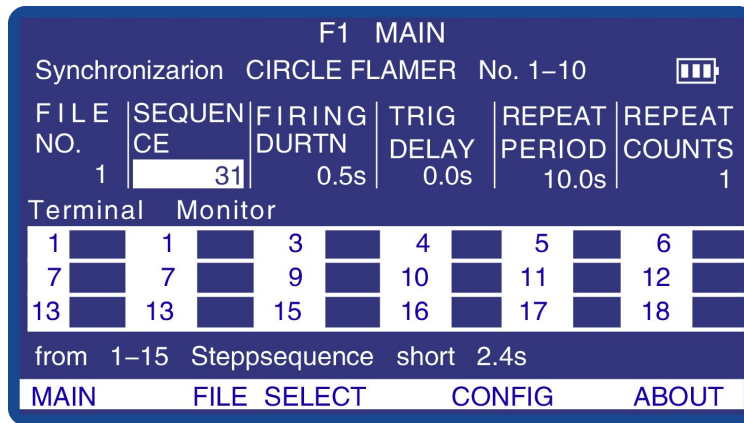 F1 MAIN
Synchronizarion CIRCLE FLAMER No. 1–10
FILE SEQUEN FIRING TRIG REPEAT REPEAT
NO. CE DURTN DELAY PERIOD COUNTS
1 31 0.5s 0.0s 10.0s 1
Terminal Monitor
1 1 3 4 5 6
7 7 9 10 11 12
13 13 15 16 17 18
from 1–15 Steppsequence short 2.4s
MAIN FILE SELECT CONFIG ABOUT